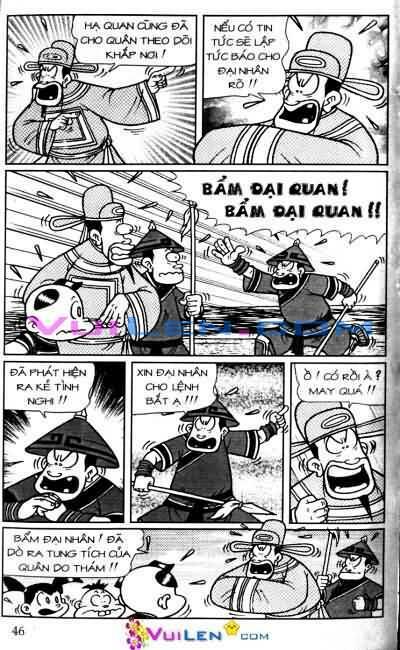 HẠ QUAN CŨNG ĐÃ
CHO QUÂN THEO DÕI
KHẮP NƠI !
NẾU CÓ TIN
TỨC SẼ LẬP
TỨC BÁO CHO
ĐẠI NHÂN
RÕ !!
BẨM ĐẠI QUAN !
BẨM ĐẠI QUAN !!
VUILEN.COM
ĐÃ PHÁT HIỆN
RA KẺ TÌNH
NGHI !!
XIN ĐẠI NHÂN
CHO LỆNH
BẮT Ạ !!!
Ồ ! CÓ RỒI À ?
MAY QUÁ !!
BẨM ĐẠI NHÂN ! ĐÃ
DÒ RA TUNG TÍCH CỦA
QUÂN DO THÁM !!
46
VUILEN.COM